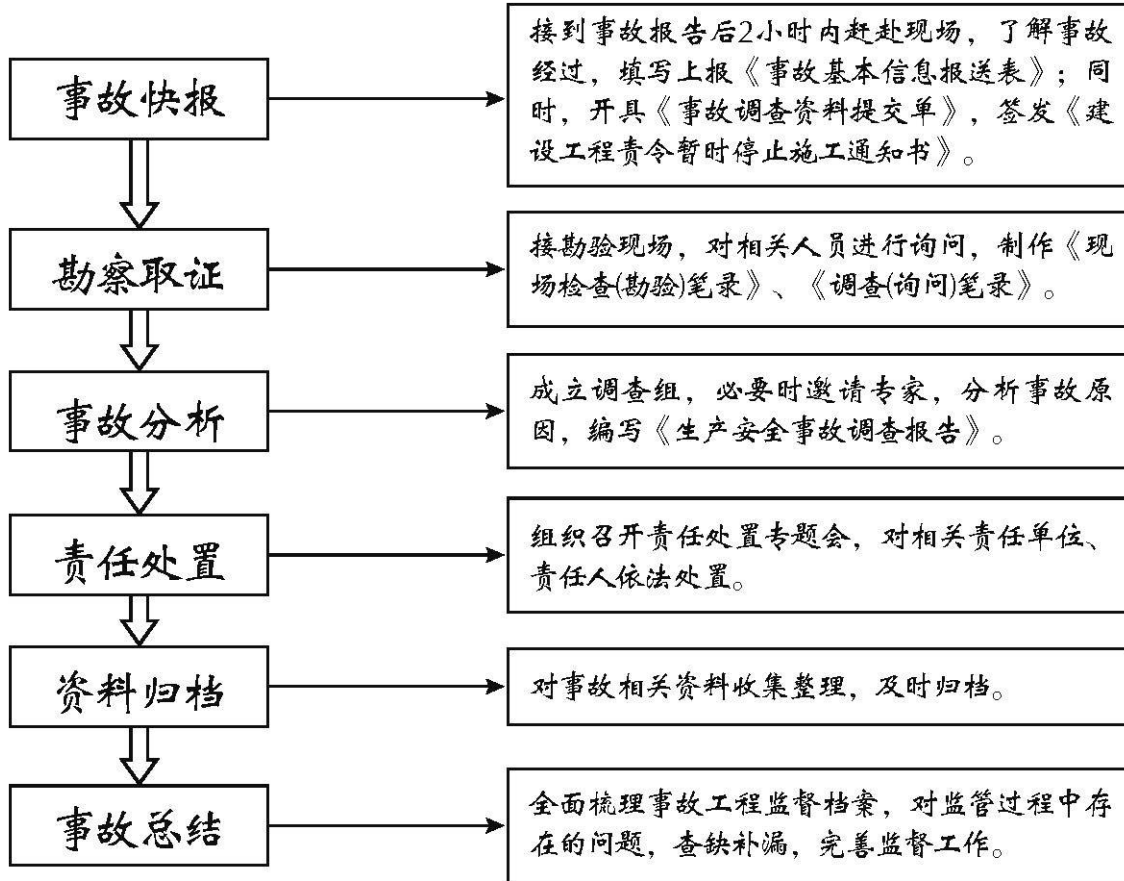 事故快报
接到事故报告后2小时内赶赴现场，了解事故
经过，填写上报《事故基本信息报送表》；同
时，开具《事故调查资料提交单》，签发《建
设工程责令暂时停止施工通知书》。
勘察取证
接勘验现场，对相关人员进行询问，制作《现
场检查(勘验)笔录》、《调查(询问)笔录》。
事故分析
成立调查组，必要时邀请专家，分析事故原
因，编写《生产安全事故调查报告》。
责任处置
组织召开责任处置专题会，对相关责任单位、
责任人依法处置。
资料归档
对事故相关资料收集整理，及时归档。
事故总结
全面梳理事故工程监督档案，对监管过程中存
在的问题，查缺补漏，完善监督工作。